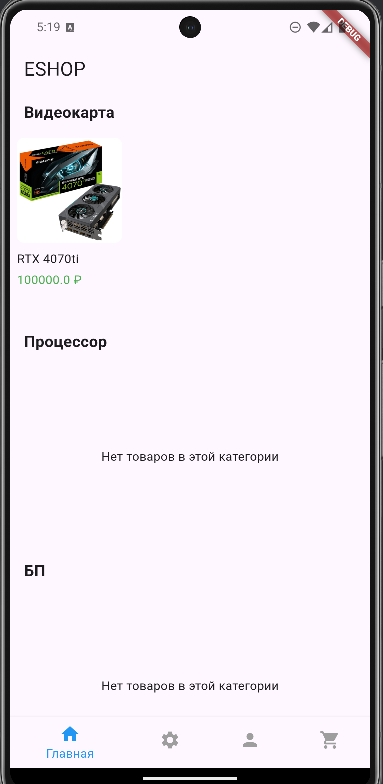 5:19
DEBUG
ESHOP
Видеокарта
4070
RTX 4070ti
100000.0 ₽
Процессор
Нет товаров в этой категории
БП
Нет товаров в этой категории
Главная